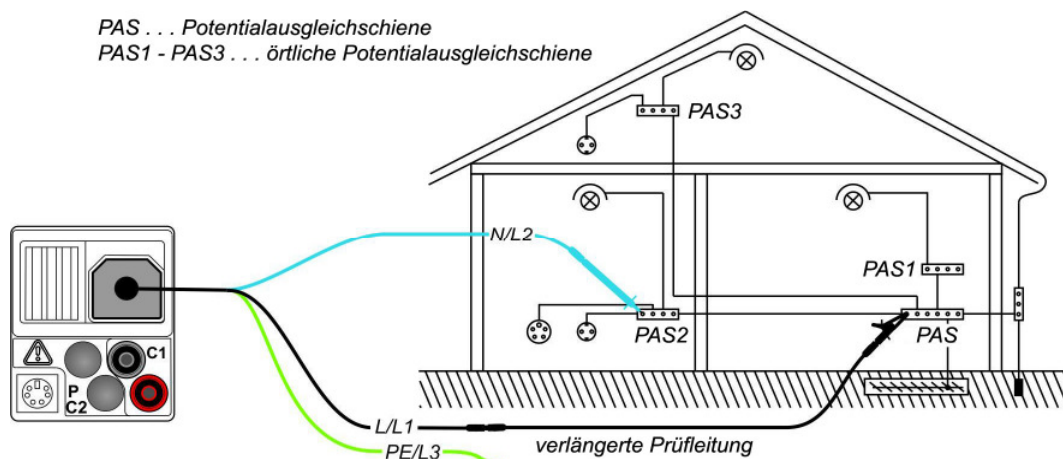 PAS . . . Potentialausgleichschiene
PAS1 - PAS3 . . . örtliche Potentialausgleichschiene
PAS3
N/L2
PAS1
PAS2
PAS
C1
P
C2
L/L1
verlängerte Prüfleitung
PE/L3